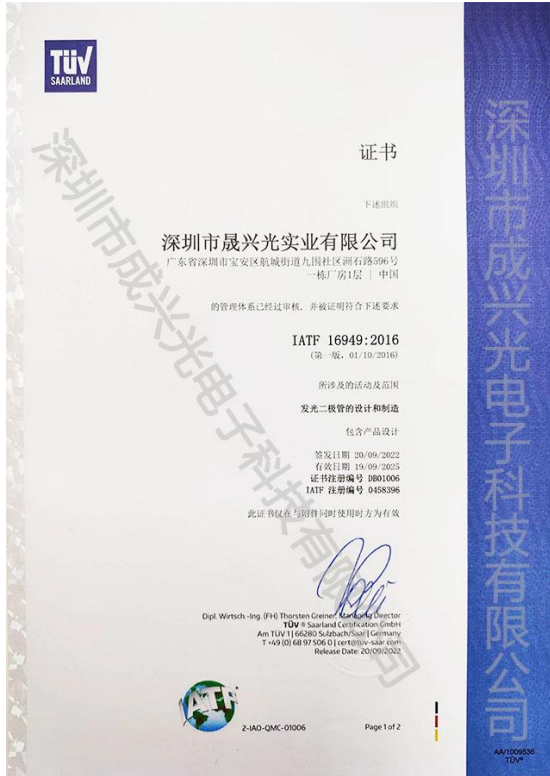 TÜV
SAARLAND
证书
下述组织
深圳市晟兴光实业有限公司
广东省深圳市宝安区航城街道九围社区洲石路596号
一栋厂房1层 | 中国
的管理体系已经过审核，并被证明符合下述要求
IATF 16949:2016
(第一版，01/10/2016)
所涉及的活动及范围
发光二极管的设计和制造
包含产品设计
签发日期 20/09/2022
有效日期 19/09/2025
证书注册编号 DB01006
IATF 注册编号 0458396
此证书仅在与附件同时使用时方为有效
Dipl. Wirtsch.-Ing. (FH) Thorsten Greiner, Managing Director
TÜV ® Saarland Certification GmbH
Am TÜV 1 | 66280 Sulzbach/Saar | Germany
T +49 (0) 68 97 506 0 | cert@tuv-saar.com
Release Date: 20/09/2022
IATF
2-IAO-QMC-01006
Page 1 of 2
AA/1009536
TÜV®
深圳市成兴光电子科技有限公司
深圳市成兴光电子科技有限公司